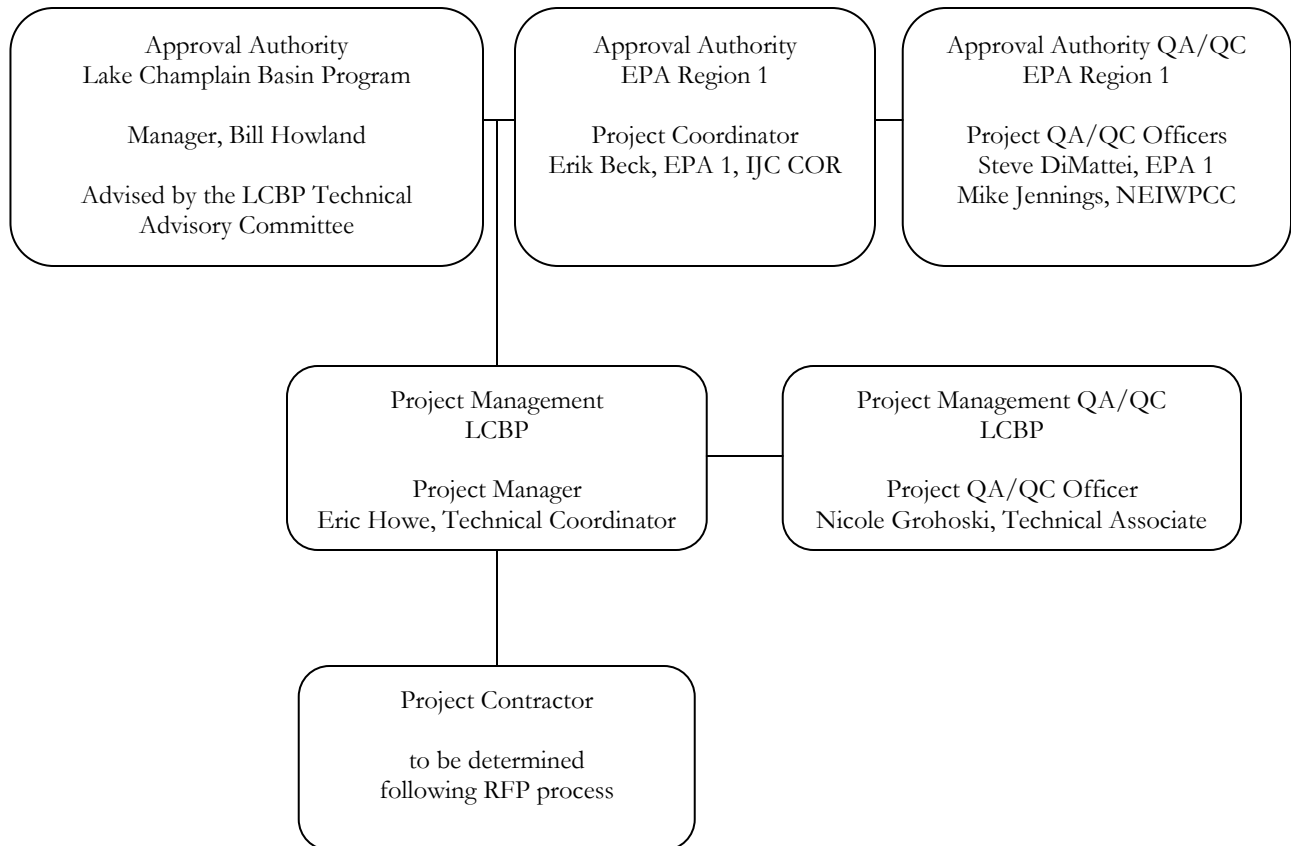 Approval Authority
Lake Champlain Basin Program
Manager, Bill Howland
Advised by the LCBP Technical
Advisory Committee
Approval Authority
EPA Region 1
Project Coordinator
Erik Beck, EPA 1, IJC COR
Approval Authority QA/QC
EPA Region 1
Project QA/QC Officers
Steve DiMattei, EPA 1
Mike Jennings, NEIWPCC
Project Management
LCBP
Project Manager
Eric Howe, Technical Coordinator
Project Management QA/QC
LCBP
Project QA/QC Officer
Nicole Grohoski, Technical Associate
Project Contractor
to be determined
following RFP process